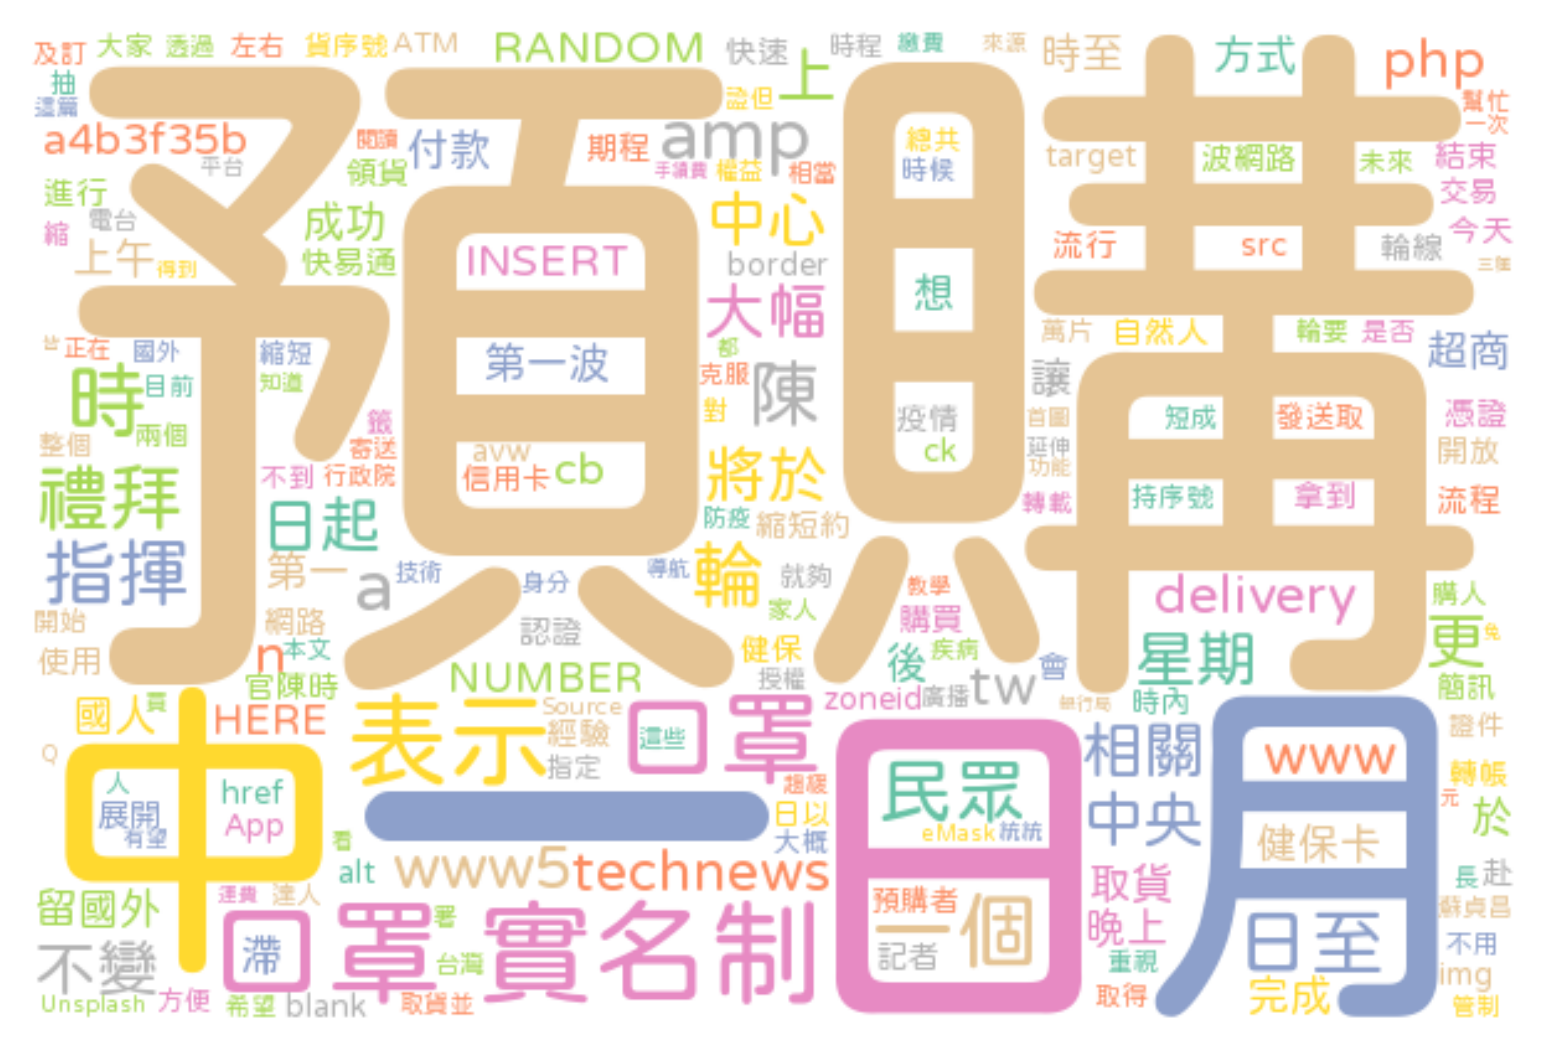 及訂 大家 透過 左右 貨序號 ATM RANDOM 快速 上 時程 繳費 來源 時至 方式 php
抽 這篇 證但 幫忙 一次
預購
a4b3f35b 閱讀 付款 期程 amp 總共 target 波網路 未來 結束
平台 領貨 手續費 權益 相當 時候 交易
進行 電台 成功 中心 今天
縮 上午 得到 快易通 INSERT border 流行 src 輪線 三個
想 大幅
皆 正在 國外 縮短 第一波 都 萬片 自然人 輪要 是否 超商
時 目前 知道 克服 陳 讓
整個 兩個 籤 寄送 對 疫情 首圖 短成 發送取 憑證
禮拜 不到 行政院 avw 信用卡 cb 將於 ck 延伸 功能 開放
日起 防疫 縮短約 轉載 持序號 拿到 流程
指揮 第一 a 技術 身分 導航 輪 就夠 教學 delivery 購人
開始 網路 認證 家人 購買 更 兔
使用 n 本文 健保 後 疾病 會 星期
官陳時 NUMBER 授權 zoneid 廣播 tw 時內 簡訊
國人 買 HERE 表示 Source 經驗 這些 口罩 證件
Q 中 指定 日 相關 月 www
人 href 趨緩 民眾 轉帳
展開 App 一 日以 中央 元 於
有望 看 大概 eMask
alt www5 technews 健保卡
留國外 運費 達人 預購者 一個 取貨 長 赴
口罩實名制 署 晚上 日至 蘇貞昌
不變 滯 台灣 記者 重視 不用
Unsplash 方便 希望 blank 取貨並 取得 完成 img 管制